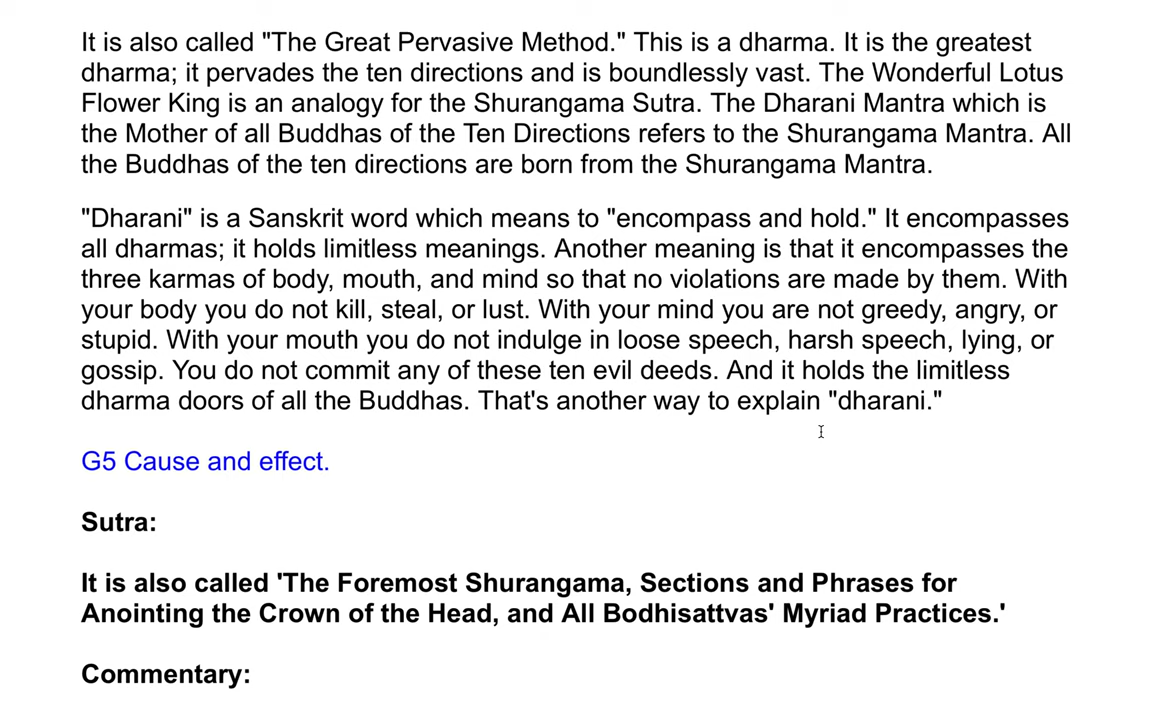 It is also called "The Great Pervasive Method." This is a dharma. It is the greatest
dharma; it pervades the ten directions and is boundlessly vast. The Wonderful Lotus
Flower King is an analogy for the Shurangama Sutra. The Dharani Mantra which is
the Mother of all Buddhas of the Ten Directions refers to the Shurangama Mantra. All
the Buddhas of the ten directions are born from the Shurangama Mantra.
"Dharani" is a Sanskrit word which means to "encompass and hold." It encompasses
all dharmas; it holds limitless meanings. Another meaning is that it encompasses the
three karmas of body, mouth, and mind so that no violations are made by them. With
your body you do not kill, steal, or lust. With your mind you are not greedy, angry, or
stupid. With your mouth you do not indulge in loose speech, harsh speech, lying, or
gossip. You do not commit any of these ten evil deeds. And it holds the limitless
dharma doors of all the Buddhas. That's another way to explain "dharani."
G5 Cause and effect.
Sutra:
It is also called 'The Foremost Shurangama, Sections and Phrases for
Anointing the Crown of the Head, and All Bodhisattvas' Myriad Practices.'
Commentary: